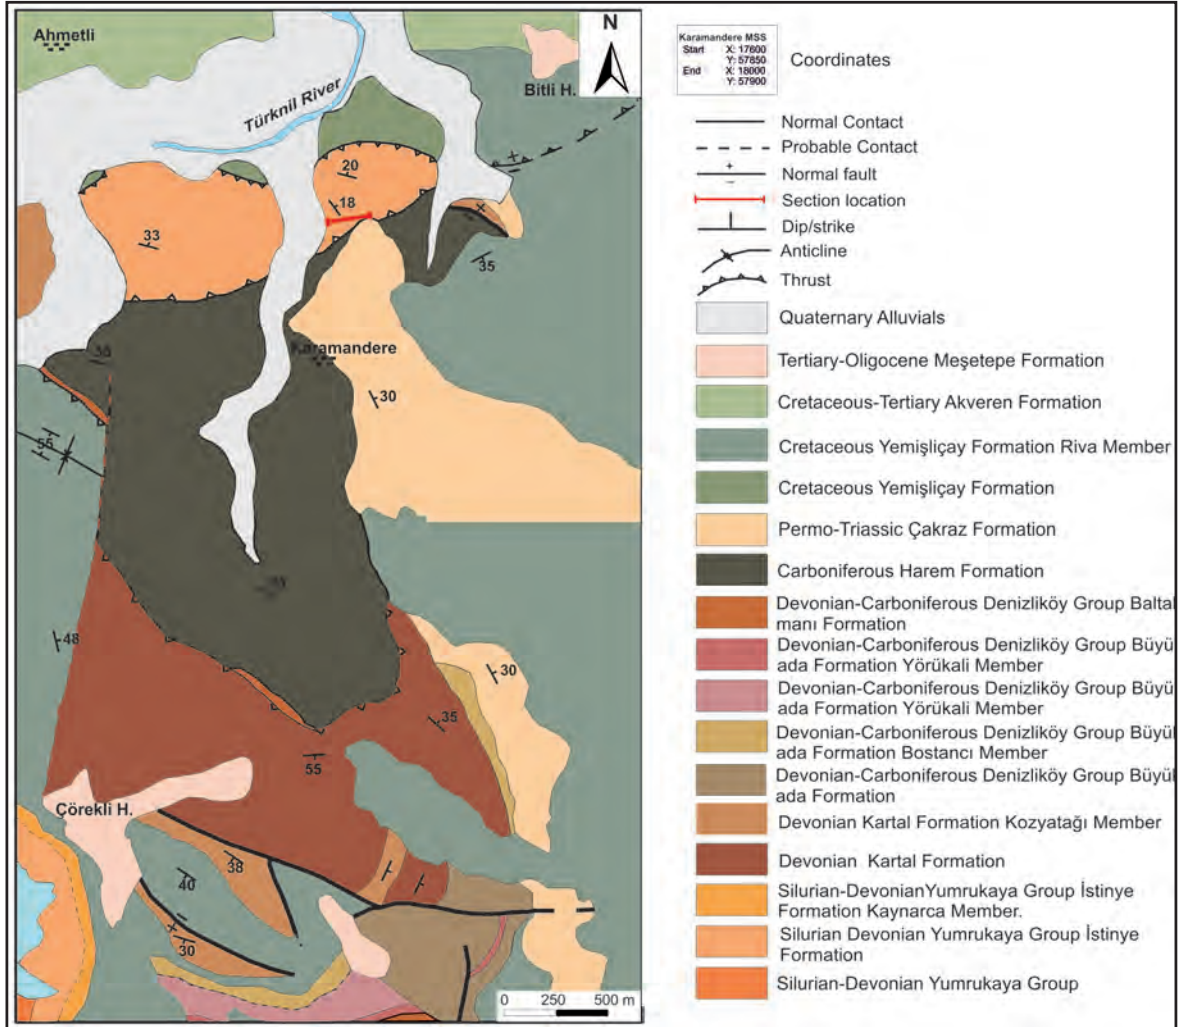 Ahmetli
Türknil River
N
Bitli H.
20
18
33
35
55
Karamandere
30
48
30
35
55
Çörekli H.
38
40
30
0 250 500 m
Karamandere MSS
Start X: 17600
Y: 57850
End X: 18000
Y: 57900
Coordinates
Normal Contact
Probable Contact
Normal fault
Section location
Dip/strike
Anticline
Thrust
Quaternary Alluvials
Tertiary-Oligocene Meşetepe Formation
Cretaceous-Tertiary Akveren Formation
Cretaceous Yemişliçay Formation Riva Member
Cretaceous Yemişliçay Formation
Permo-Triassic Çakraz Formation
Carboniferous Harem Formation
Devonian-Carboniferous Denizliköy Group Baltal
manı Formation
Devonian-Carboniferous Denizliköy Group Büyü
ada Formation Yörükali Member
Devonian-Carboniferous Denizliköy Group Büyü
ada Formation Yörükali Member
Devonian-Carboniferous Denizliköy Group Büyül
ada Formation Bostancı Member
Devonian-Carboniferous Denizliköy Group Büyül
ada Formation
Devonian Kartal Formation Kozyatağı Member
Devonian Kartal Formation
Silurian-DevonianYumrukaya Group İstinye
Formation Kaynarca Member.
Silurian Devonian Yumrukaya Group İstinye
Formation
Silurian-Devonian Yumrukaya Group